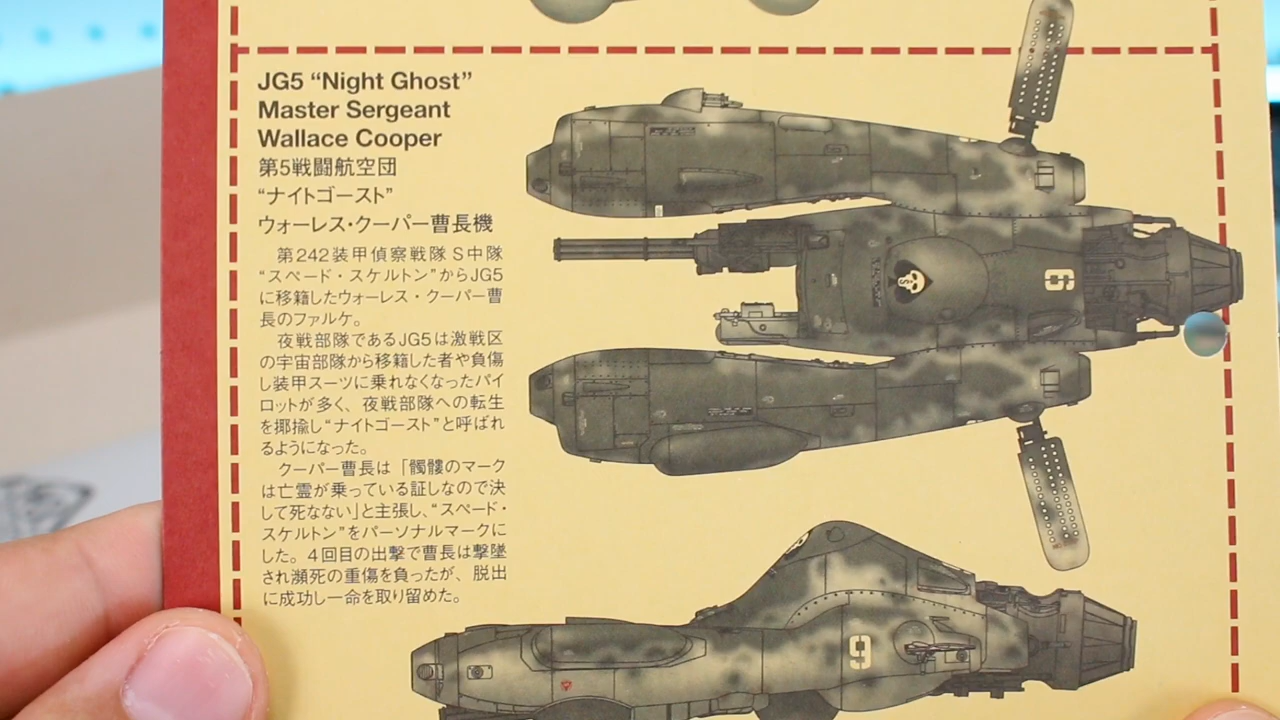 JG5 “Night Ghost”
Master Sergeant
Wallace Cooper
第5戦闘航空団
“ナイトゴースト”
ウォーレス・クーパー曹長機
第242装甲偵察戦隊 S中隊
“スペード・スケルトン”からJG5
に移籍したウォーレス・クーパー曹
長のファルケ。
夜戦部隊であるJG5は激戦区
の宇宙部隊から移籍した者や負傷
し装甲スーツに乗れなくなったパイ
ロットが多く、夜戦部隊への転生
を揶揄し“ナイトゴースト”と呼ばれ
るようになった。
クーパー曹長は「髑髏のマーク
は亡霊が乗っている証しなので決
して死なない」と主張し、“スペード・
スケルトン”をパーソナルマークに
した。4回目の出撃で曹長は撃墜
され瀕死の重傷を負ったが、脱出
に成功し一命を取り留めた。
6
9